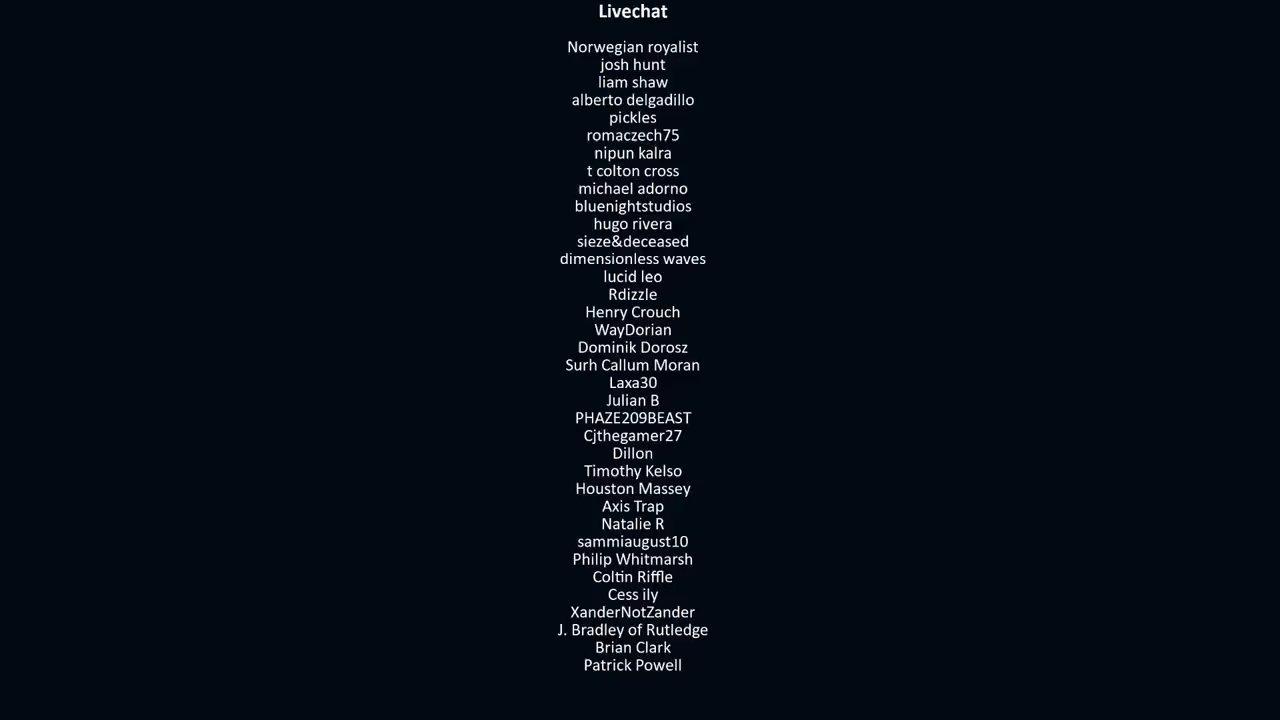 Livechat
Norwegian royalist
josh hunt
liam shaw
alberto delgadillo
pickles
romaczech75
nipun kalra
t colton cross
michael adorno
bluenightstudios
hugo rivera
sieze&deceased
dimensionless waves
lucid leo
Rdizzle
Henry Crouch
WayDorian
Dominik Dorosz
Surh Callum Moran
Laxa30
Julian B
PHAZE209BEAST
Cjthegamer27
Dillon
Timothy Kelso
Houston Massey
Axis Trap
Natalie R
sammiaugust10
Philip Whitmarsh
Coltin Riffle
Cess ily
XanderNotZander
J. Bradley of Rutledge
Brian Clark
Patrick Powell